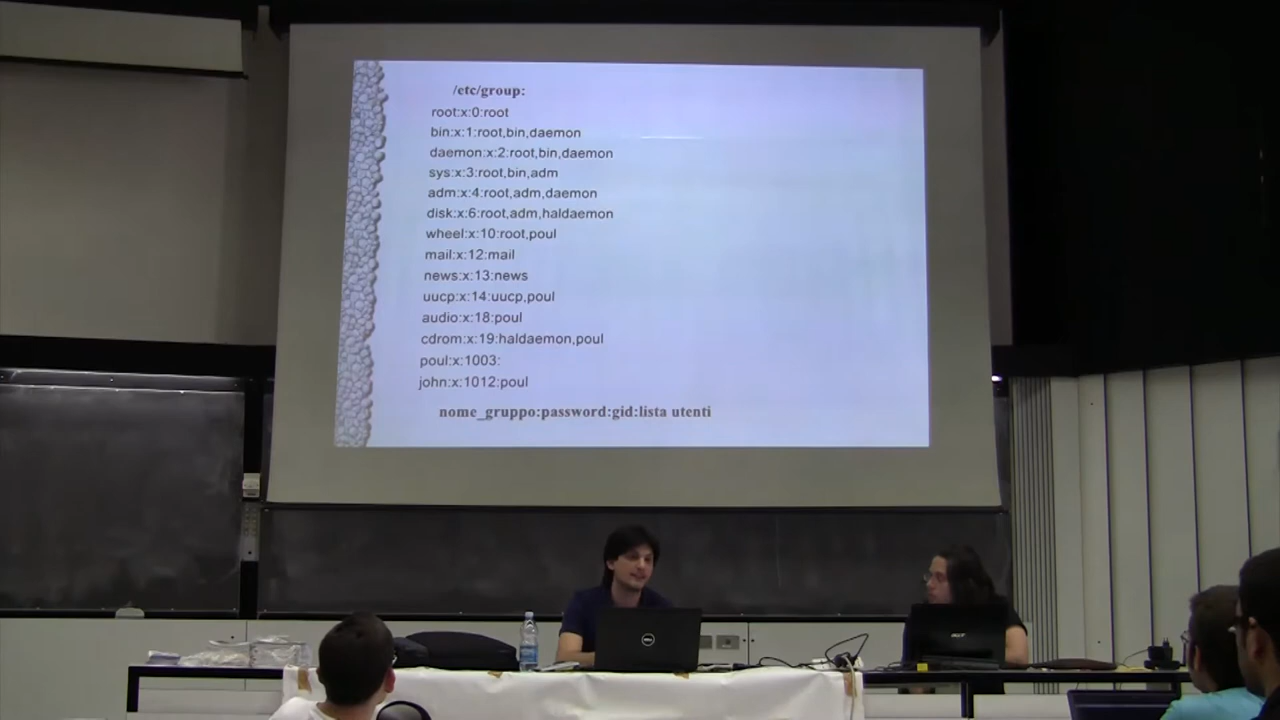 /etc/group:
root:x:0:root
bin:x:1:root,bin,daemon
daemon:x:2:root,bin,daemon
sys:x:3:root,bin,adm
adm:x:4:root,adm,daemon
disk:x:6:root,adm,haldaemon
wheel:x:10:root,poul
mail:x:12:mail
news:x:13:news
uucp:x:14:uucp,poul
audio:x:18:poul
cdrom:x:19:haldaemon,poul
poul:x:1003:
john:x:1012:poul
nome_gruppo:password:gid:lista utenti
DELL
acer